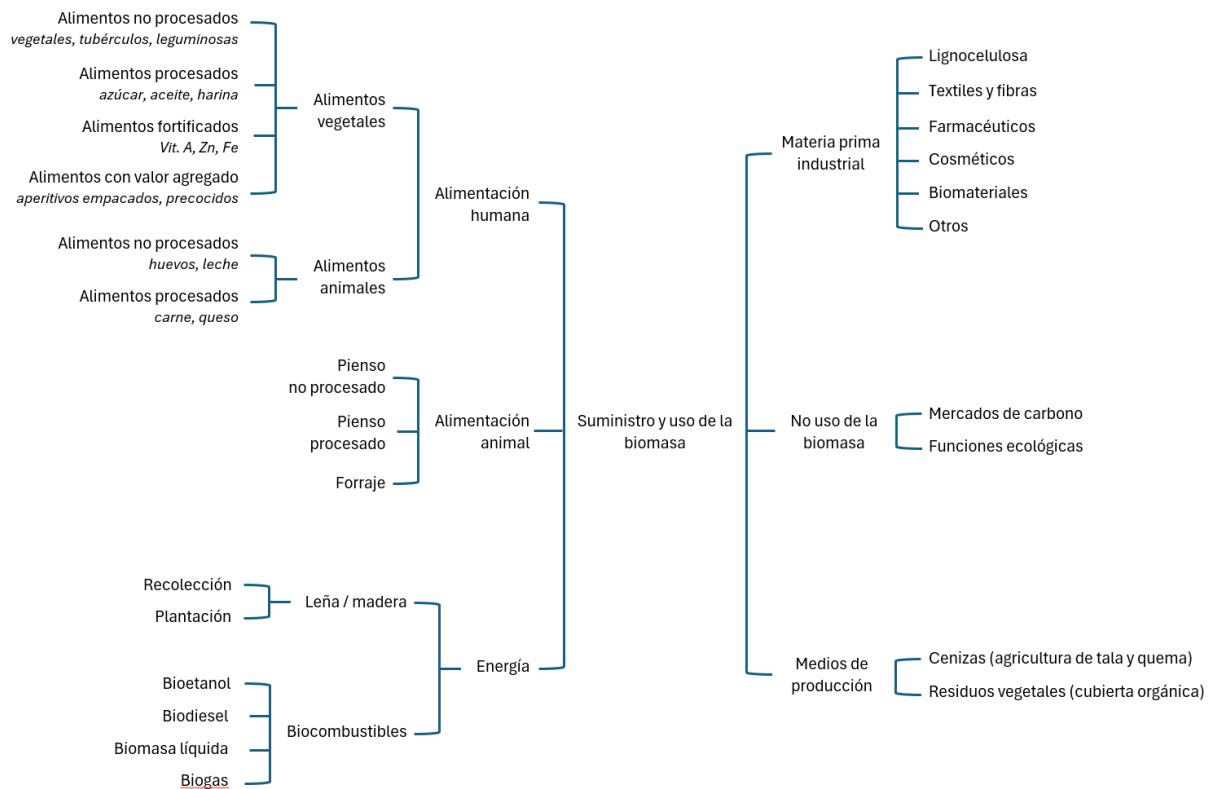 Alimentos no procesados
vegetales, tubérculos, leguminosas
Alimentos procesados
azúcar, aceite, harina
Alimentos fortificados
Vit. A, Zn, Fe
Alimentos con valor agregado
aperitivos empacados, precocidos
Alimentos
vegetales
Alimentos no procesados
huevos, leche
Alimentos procesados
carne, queso
Alimentos
animales
Alimentación
humana
Pienso
no procesado
Pienso
procesado
Forraje
Alimentación
animal
Recolección
Plantación
Leña / madera
Bioetanol
Biodiesel
Biomasa líquida
Biogas
Biocombustibles
Energía
Suministro y uso de la
biomasa
Materia prima
industrial
Lignocelulosa
Textiles y fibras
Farmacéuticos
Cosméticos
Biomateriales
Otros
No uso de la
biomasa
Mercados de carbono
Funciones ecológicas
Medios de
producción
Cenizas (agricultura de tala y quema)
Residuos vegetales (cubierta orgánica)